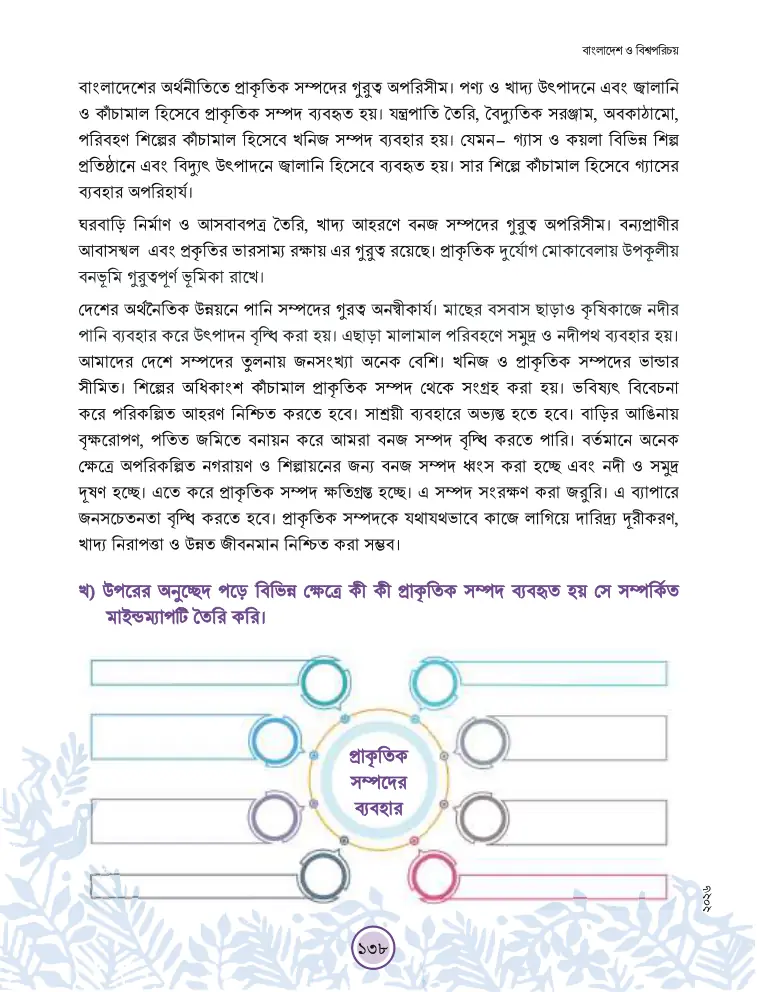 বাংলাদেশ ও বিশ্বপরিচয়
বাংলাদেশের অর্থনীতিতে প্রাকৃতিক সম্পদের গুরুত্ব অপরিসীম। পণ্য ও খাদ্য উৎপাদনে এবং জ্বালানি
ও কাঁচামাল হিসেবে প্রাকৃতিক সম্পদ ব্যবহৃত হয়। যন্ত্রপাতি তৈরি, বৈদ্যুতিক সরঞ্জাম, অবকাঠামো,
পরিবহণ শিল্পের কাঁচামাল হিসেবে খনিজ সম্পদ ব্যবহার হয়। যেমন– গ্যাস ও কয়লা বিভিন্ন শিল্প
প্রতিষ্ঠানে এবং বিদ্যুৎ উৎপাদনে জ্বালানি হিসেবে ব্যবহৃত হয়। সার শিল্পে কাঁচামাল হিসেবে গ্যাসের
ব্যবহার অপরিহার্য।
ঘরবাড়ি নির্মাণ ও আসবাবপত্র তৈরি, খাদ্য আহরণে বনজ সম্পদের গুরুত্ব অপরিসীম। বন্যপ্রাণীর
আবাসস্থল এবং প্রকৃতির ভারসাম্য রক্ষায় এর গুরুত্ব রয়েছে। প্রাকৃতিক দুর্যোগ মোকাবেলায় উপকূলীয়
বনভূমি গুরুত্বপূর্ণ ভূমিকা রাখে।
দেশের অর্থনৈতিক উন্নয়নে পানি সম্পদের গুরত্ব অনস্বীকার্য। মাছের বসবাস ছাড়াও কৃষিকাজে নদীর
পানি ব্যবহার করে উৎপাদন বৃদ্ধি করা হয়। এছাড়া মালামাল পরিবহণে সমুদ্র ও নদীপথ ব্যবহার হয়।
আমাদের দেশে সম্পদের তুলনায় জনসংখ্যা অনেক বেশি। খনিজ ও প্রাকৃতিক সম্পদের ভান্ডার
সীমিত। শিল্পের অধিকাংশ কাঁচামাল প্রাকৃতিক সম্পদ থেকে সংগ্রহ করা হয়। ভবিষ্যৎ বিবেচনা
করে পরিকল্পিত আহরণ নিশ্চিত করতে হবে। সাশ্রয়ী ব্যবহারে অভ্যস্ত হতে হবে। বাড়ির আঙিনায়
বৃক্ষরোপণ, পতিত জমিতে বনায়ন করে আমরা বনজ সম্পদ বৃদ্ধি করতে পারি। বর্তমানে অনেক
ক্ষেত্রে অপরিকল্পিত নগরায়ণ ও শিল্পায়নের জন্য বনজ সম্পদ ধ্বংস করা হচ্ছে এবং নদী ও সমুদ্র
দূষণ হচ্ছে। এতে করে প্রাকৃতিক সম্পদ ক্ষতিগ্রস্ত হচ্ছে। এ সম্পদ সংরক্ষণ করা জরুরি। এ ব্যাপারে
জনসচেতনতা বৃদ্ধি করতে হবে। প্রাকৃতিক সম্পদকে যথাযথভাবে কাজে লাগিয়ে দারিদ্র্য দূরীকরণ,
খাদ্য নিরাপত্তা ও উন্নত জীবনমান নিশ্চিত করা সম্ভব।
খ) উপরের অনুচ্ছেদ পড়ে বিভিন্ন ক্ষেত্রে কী কী প্রাকৃতিক সম্পদ ব্যবহৃত হয় সে সম্পর্কিত
মাইন্ডম্যাপটি তৈরি করি।
প্রাকৃতিক
সম্পদের
ব্যবহার
২০২৬
১৩৮